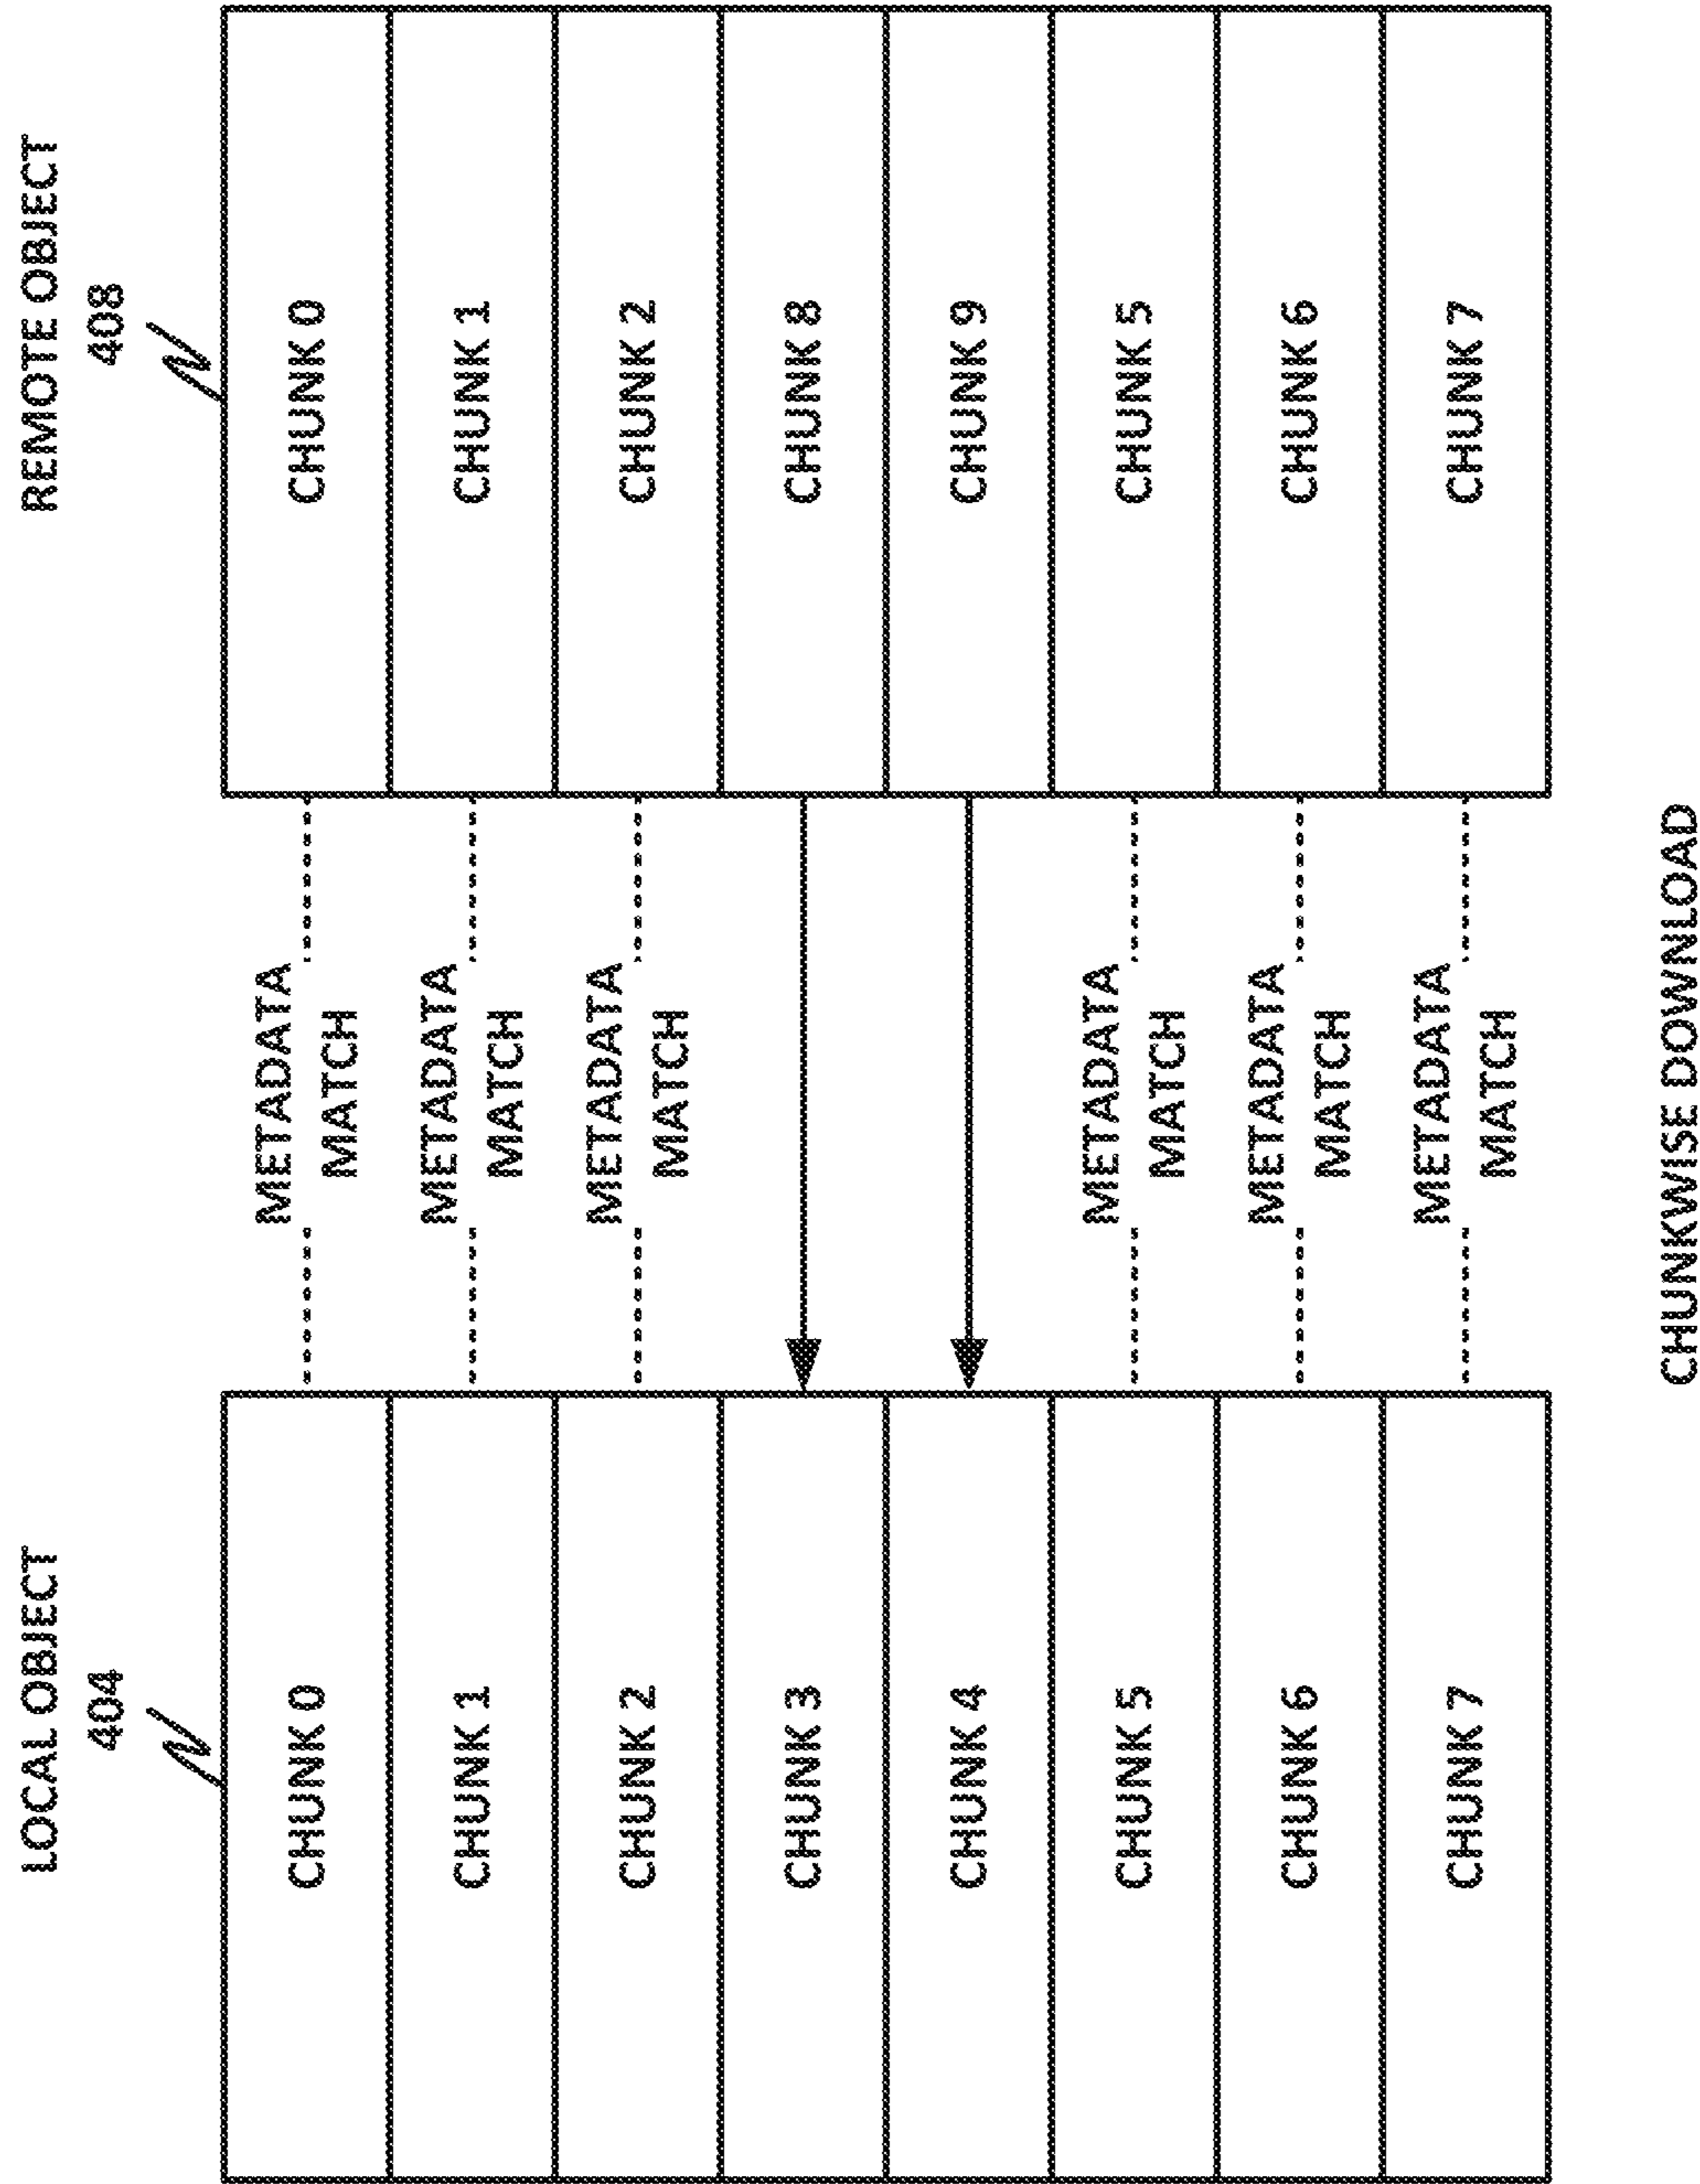 LOCAL OBJECT
404
CHUNK 0
CHUNK 1
CHUNK 2
CHUNK 3
CHUNK 4
CHUNK 5
CHUNK 6
CHUNK 7
METADATA
MATCH
METADATA
MATCH
METADATA
MATCH
METADATA
MATCH
METADATA
MATCH
METADATA
MATCH
REMOTE OBJECT
408
CHUNK 0
CHUNK 1
CHUNK 2
CHUNK 8
CHUNK 9
CHUNK 5
CHUNK 6
CHUNK 7
CHUNKWISE DOWNLOAD